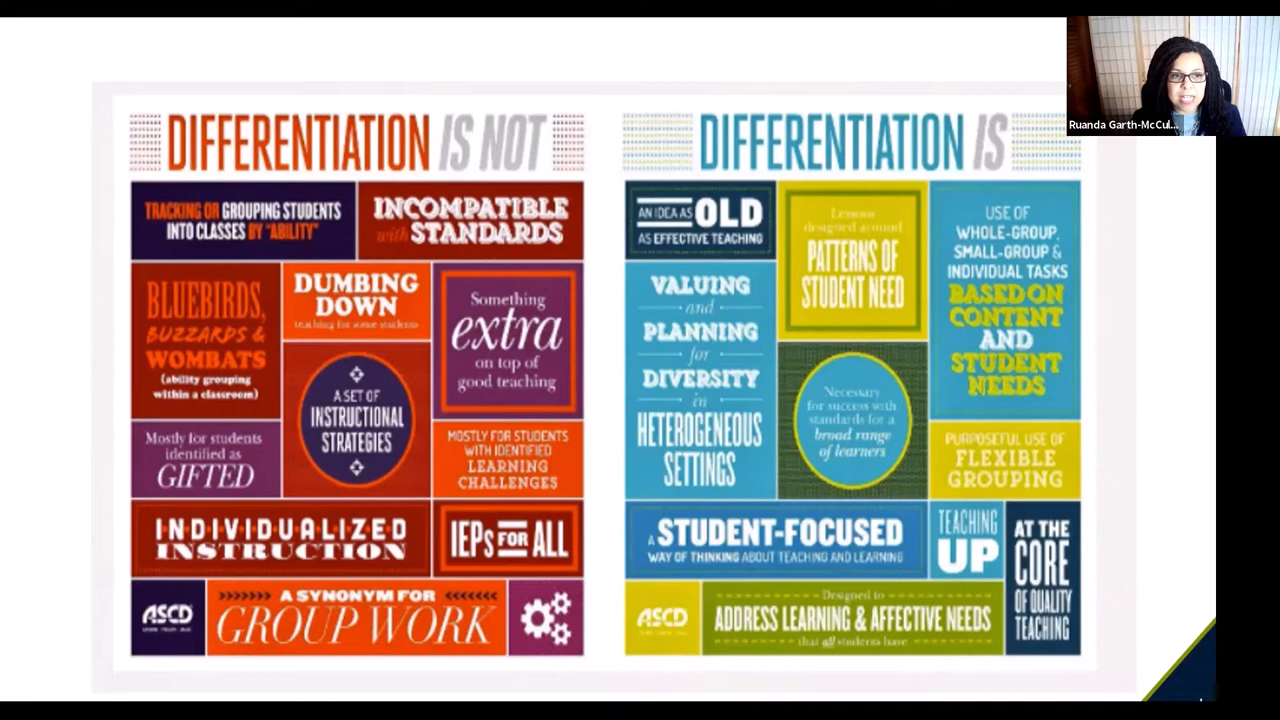 Ruanda Garth-McCul...
DIFFERENTIATION IS NOT
TRACKING OR GROUPING STUDENTS
INTO CLASSES BY "ABILITY"
INCOMPATIBLE
with STANDARDS
BLUEBIRDS,
BUZZARDS &
WOMBATS
(ability grouping
within a classroom)
DUMBING
DOWN
teaching for some students
Something
extra
on top of
good teaching
A SET OF
INSTRUCTIONAL
STRATEGIES
Mostly for students
identified as
GIFTED
MOSTLY FOR STUDENTS
WITH IDENTIFIED
LEARNING
CHALLENGES
INDIVIDUALIZED
INSTRUCTION
IEPs FOR ALL
ASCD
A SYNONYM FOR
GROUP WORK
DIFFERENTIATION IS
AN IDEA AS OLD
AS EFFECTIVE TEACHING
Lessons
designed around
PATTERNS OF
STUDENT NEED
USE OF
WHOLE-GROUP,
SMALL-GROUP &
INDIVIDUAL TASKS
BASED ON
CONTENT
AND
STUDENT
NEEDS
VALUING
and
PLANNING
for
DIVERSITY
in
HETEROGENEOUS
SETTINGS
Necessary
for success with
standards for a
broad range
of learners
PURPOSEFUL USE OF
FLEXIBLE
GROUPING
A STUDENT-FOCUSED
WAY OF THINKING ABOUT TEACHING AND LEARNING
TEACHING
UP
AT THE
CORE
OF QUALITY
TEACHING
ASCD
Designed to
ADDRESS LEARNING & AFFECTIVE NEEDS
that all students have